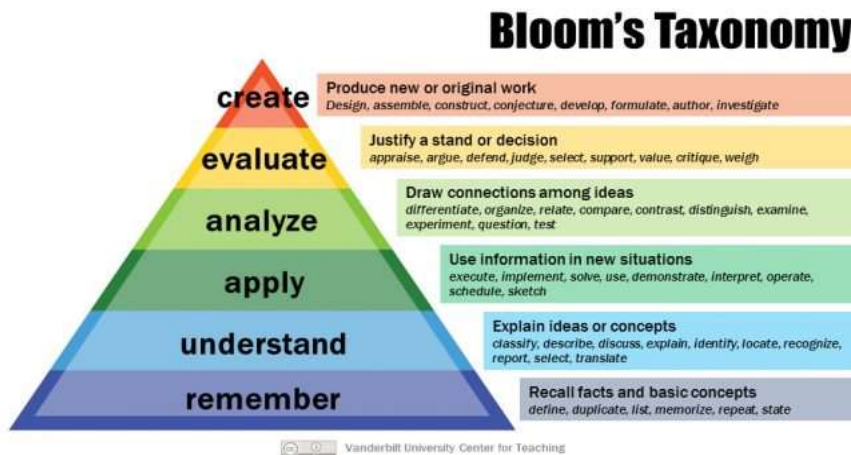 Bloom's Taxonomy
create
Produce new or original work
Design, assemble, construct, conjecture, develop, formulate, author, investigate
evaluate
Justify a stand or decision
appraise, argue, defend, judge, select, support, value, critique, weigh
analyze
Draw connections among ideas
differentiate, organize, relate, compare, contrast, distinguish, examine,
experiment, question, test
apply
Use information in new situations
execute, implement, solve, use, demonstrate, interpret, operate,
schedule, sketch
understand
Explain ideas or concepts
classify, describe, discuss, explain, identify, locate, recognize,
report, select, translate
remember
Recall facts and basic concepts
define, duplicate, list, memorize, repeat, state
cc
Vanderbilt University Center for Teaching